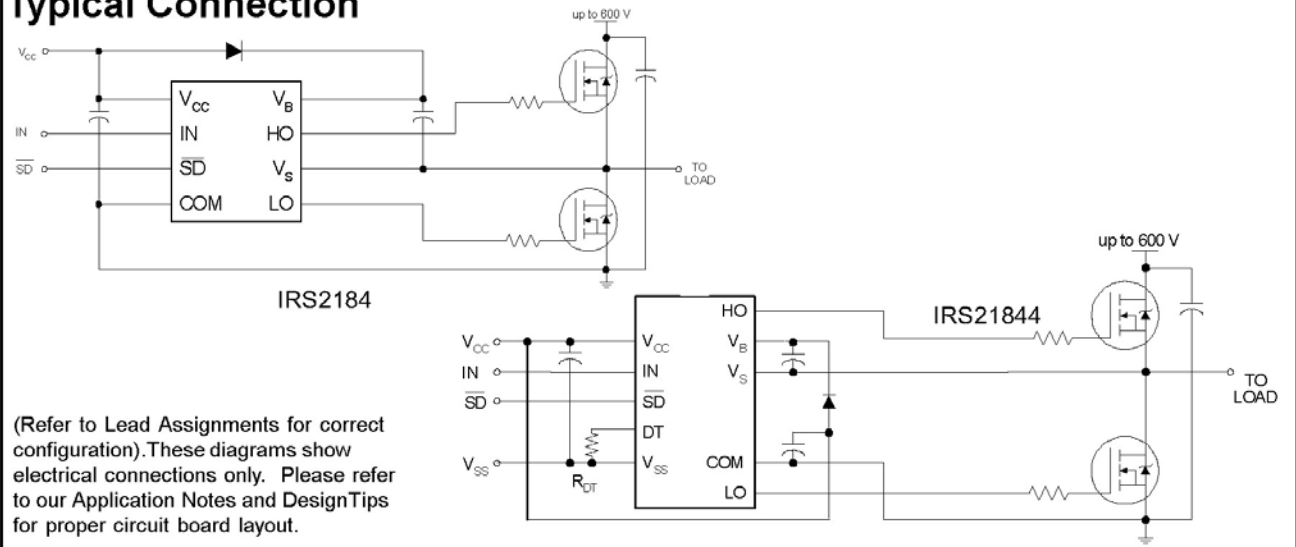 Typical Connection
up to 600 V
VCC
IN
SD
VCC VB
IN HO
SD VS
COM LO
TO
LOAD
IRS2184
up to 600 V
IRS21844
VCC
IN
SD
VSS
RDT
HO
VCC VB
IN VS
SD
DT
VSS COM
LO
TO
LOAD
(Refer to Lead Assignments for correct
configuration).These diagrams show
electrical connections only. Please refer
to our Application Notes and DesignTips
for proper circuit board layout.